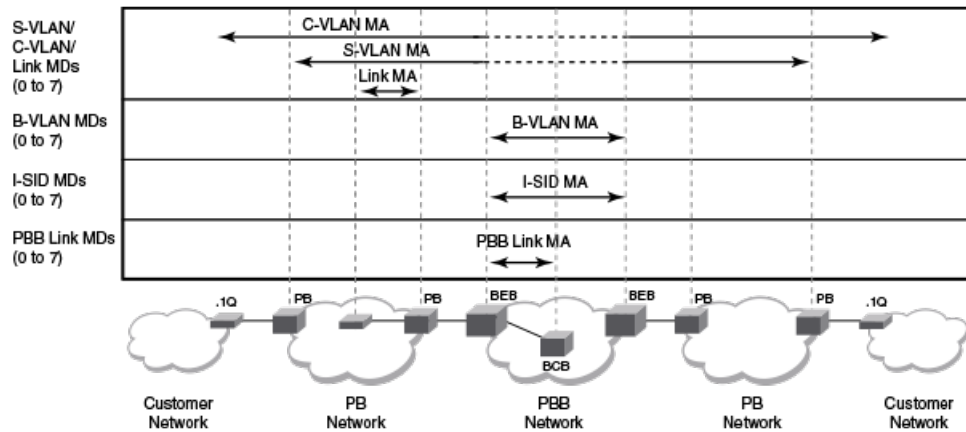 S-VLAN/
C-VLAN/
Link MDs
(0 to 7)
C-VLAN MA
S-VLAN MA
Link MA
B-VLAN MDs
(0 to 7)
B-VLAN MA
I-SID MDs
(0 to 7)
I-SID MA
PBB Link MDs
(0 to 7)
PBB Link MA
.1Q
PB
PB
BEB
BEB
PB
PB
.1Q
BCB
Customer
Network
PB
Network
PBB
Network
PB
Network
Customer
Network